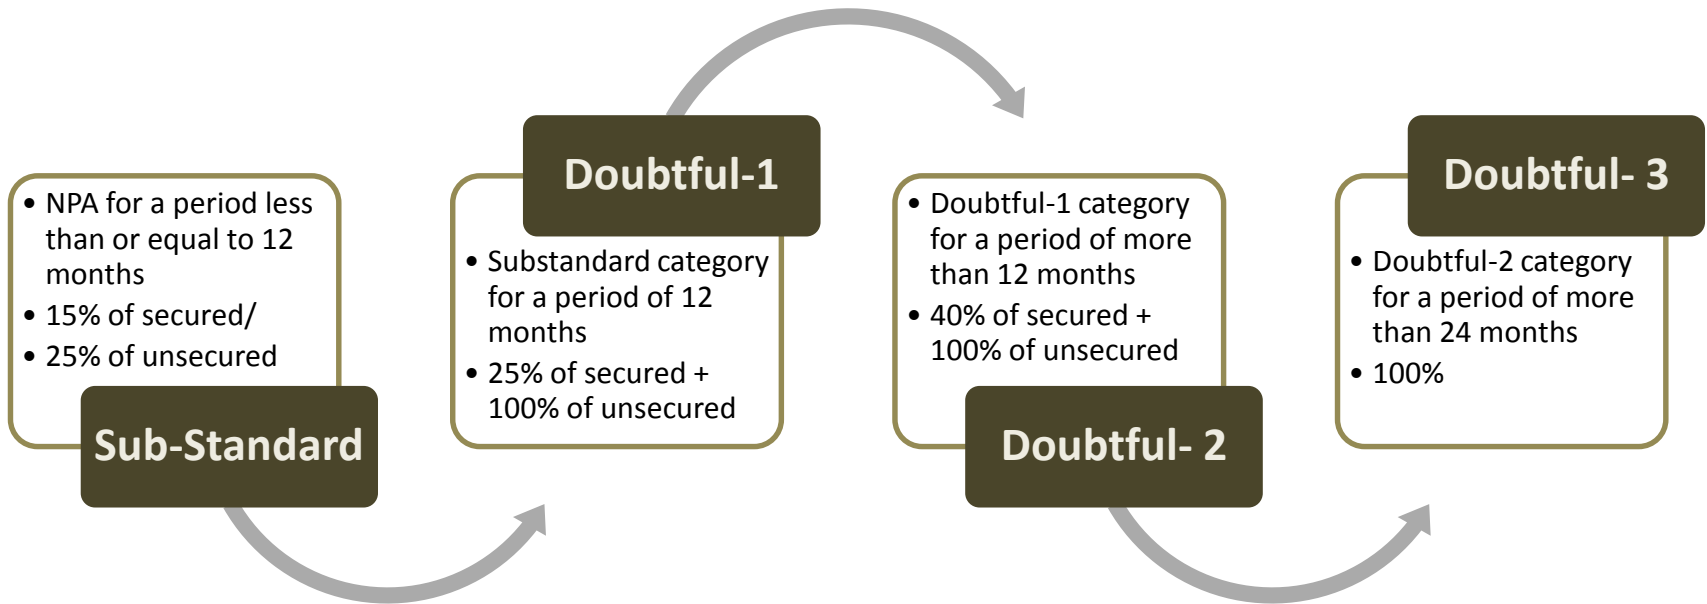 • NPA for a period less
than or equal to 12
months
• 15% of secured/
• 25% of unsecured
Sub-Standard
Doubtful-1
• Substandard category
for a period of 12
months
• 25% of secured +
100% of unsecured
• Doubtful-1 category
for a period of more
than 12 months
• 40% of secured +
100% of unsecured
Doubtful- 2
Doubtful- 3
• Doubtful-2 category
for a period of more
than 24 months
• 100%